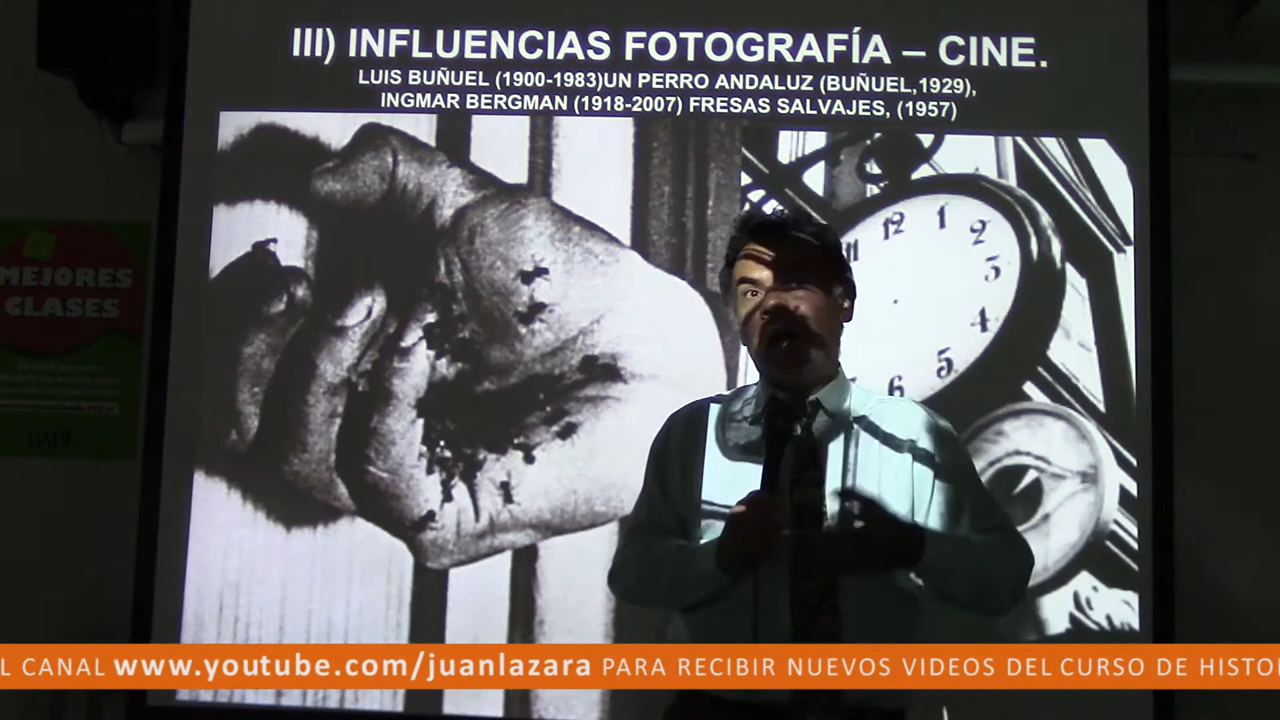 III) INFLUENCIAS FOTOGRAFÍA – CINE.
LUIS BUÑUEL (1900-1983)UN PERRO ANDALUZ (BUÑUEL,1929),
INGMAR BERGMAN (1918-2007) FRESAS SALVAJES, (1957)
12 1 2 3 4 5 6
MEJORES
CLASES
L CANAL www.youtube.com/juanlazara PARA RECIBIR NUEVOS VIDEOS DEL CURSO DE HISTO